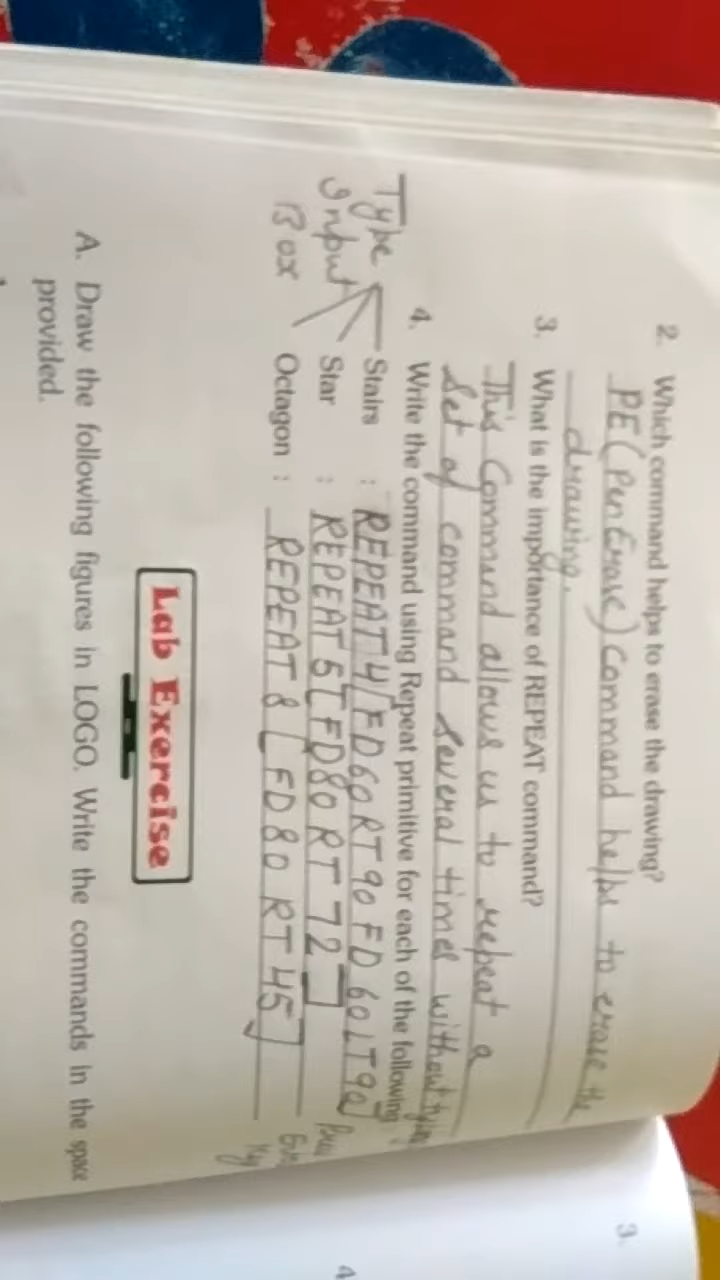 2. Which command helps to erase the drawing?
PE (Pen Erase) Command helps to erase the
drawing.
3. What is the importance of REPEAT command?
This Command allows us to repeat a
Set of command several times without typing
4. Write the command using Repeat primitive for each of the following:
Type Input Box
Stairs : REPEAT 4 [FD 60 RT 90 FD 60 LT 90]
Star : REPEAT 5 [FD 80 RT 72]
Octagon : REPEAT 8 [FD 80 RT 45]
Key
Lab Exercise
A. Draw the following figures in LOGO. Write the commands in the space
provided.
3.
4